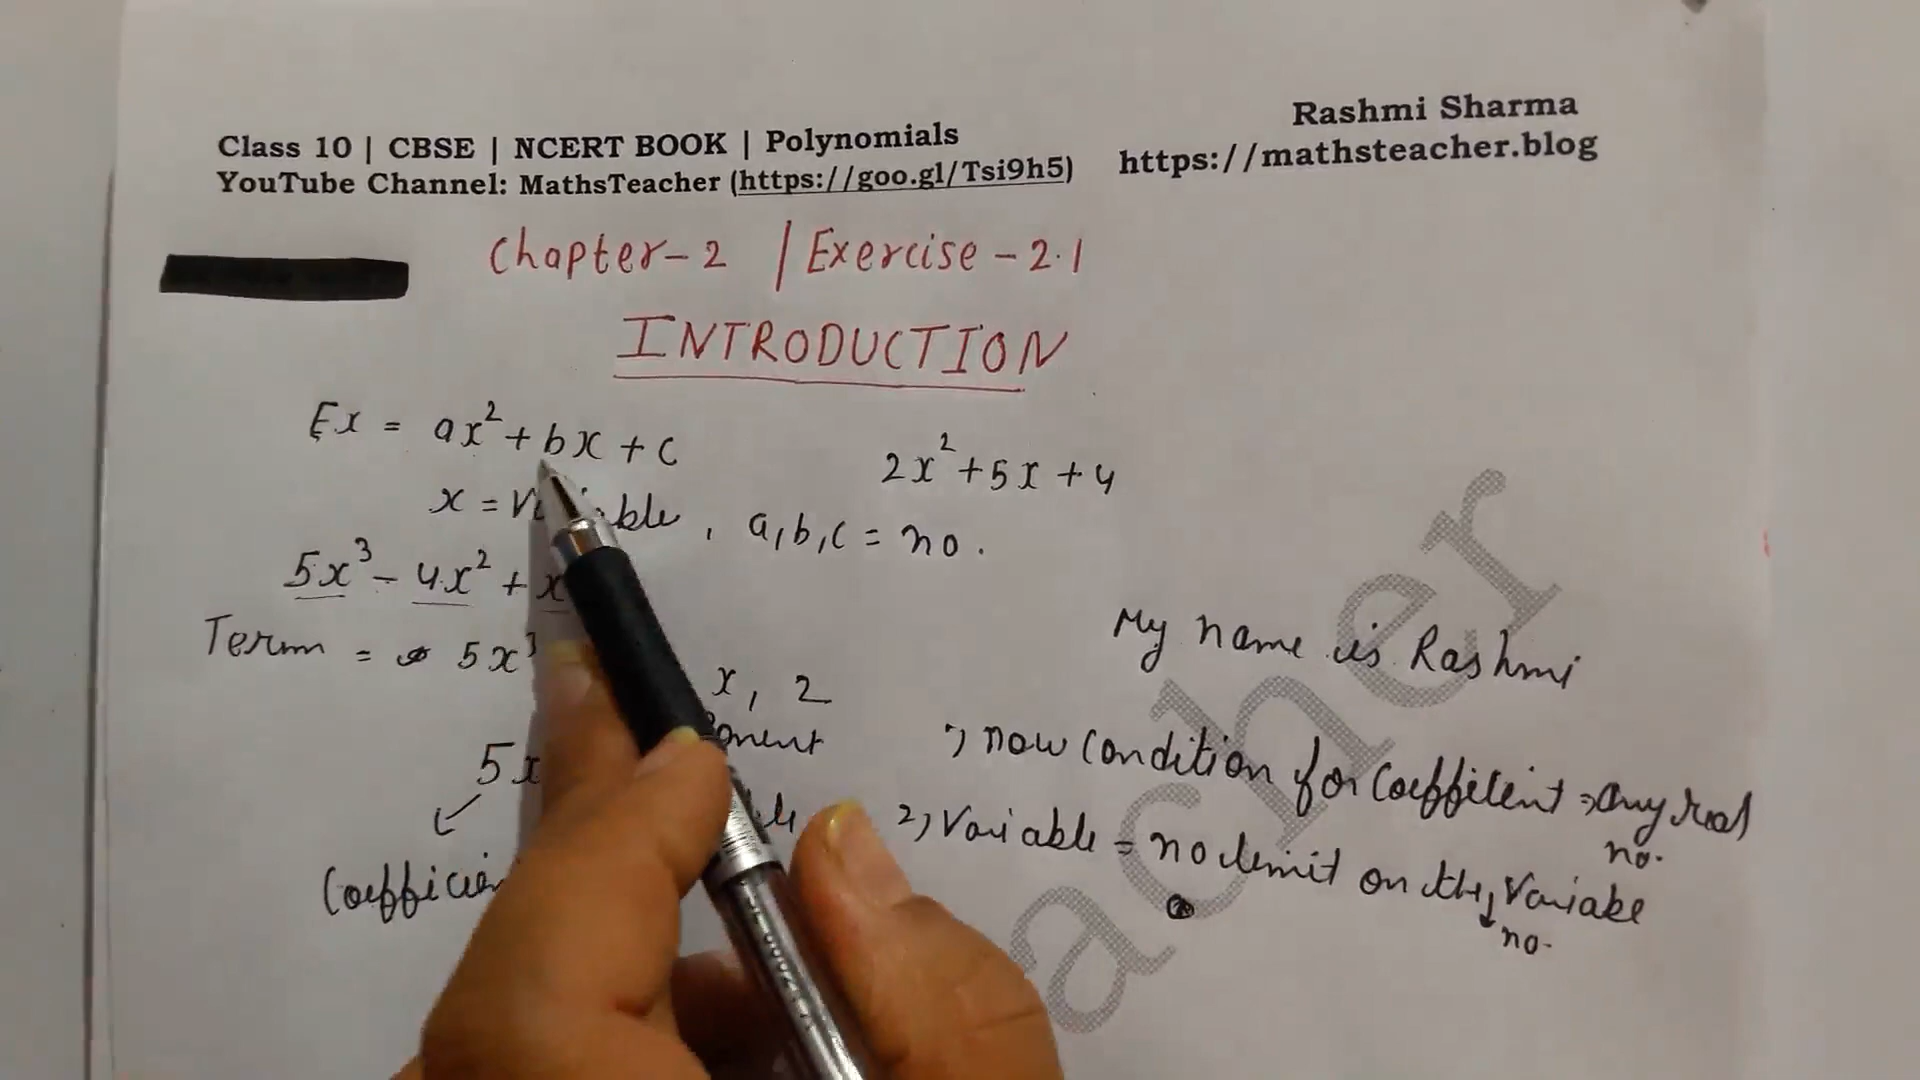 Class 10 | CBSE | NCERT BOOK | Polynomials
YouTube Channel: MathsTeacher (https://goo.gl/Tsi9h5)
Rashmi Sharma
https://mathsteacher.blog
Chapter-2 | Exercise - 2.1
INTRODUCTION
Ex = ax² + bx + c
2x² + 5x + 4
x = , a, b, c = no.
5x³ - 4x² + x
Term = 5x³ x, 2
My name is Rashmi
5x
1) now condition for Coefficient => any real no.
2) Variable = no limit on the Variable
no.
acher